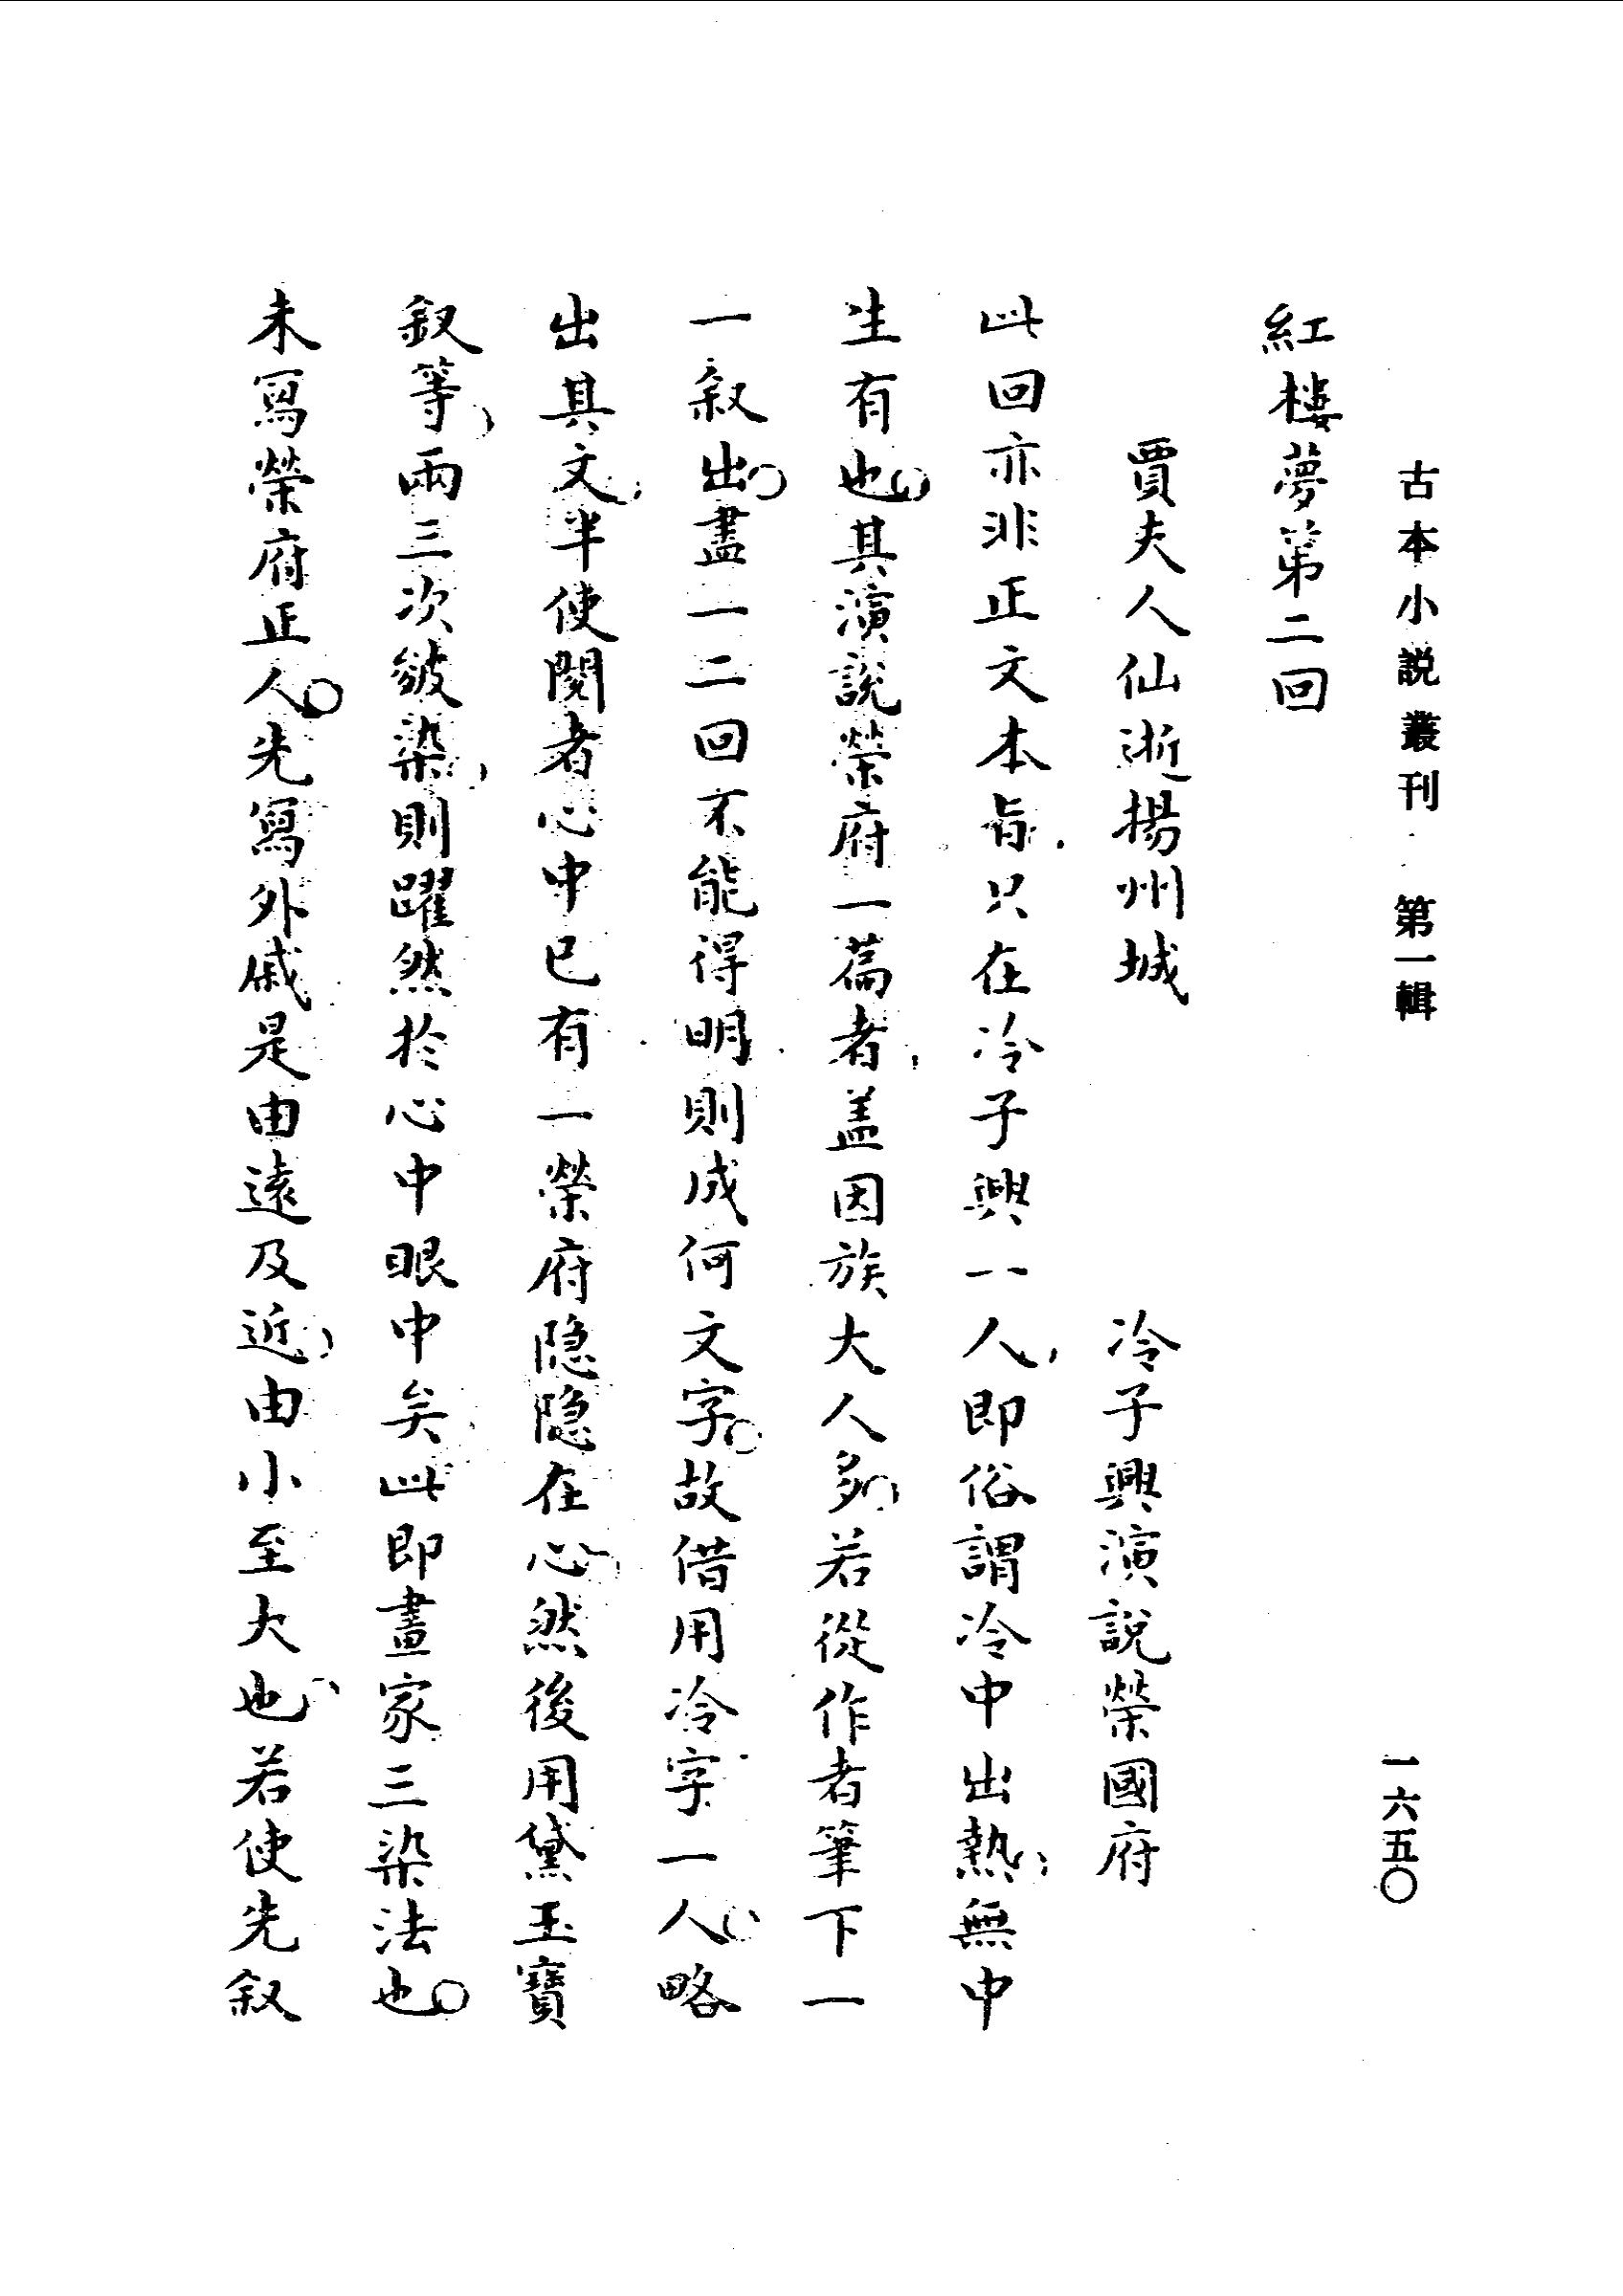 古本小説叢刊 第一輯 一六五〇
紅樓夢第二回
賈夫人仙逝揚州城 冷子興演説榮國府
此回亦非正文本旨只在冷子興一人即俗謂冷中出熱無中
生有也其演說榮府一萹者盖因族大人多若從作者筆下一
一叙出盡一二回不能得明則成何文字故借用冷字一人略
出其文半使閱者心中已有一榮府隐隐在心然後用黛玉寶
釵等兩三次皴染則躍然於心中眼中矣此即畫家三染法也
未寫榮府正人先寫外戚是由遠及近由小至大也若使先叙